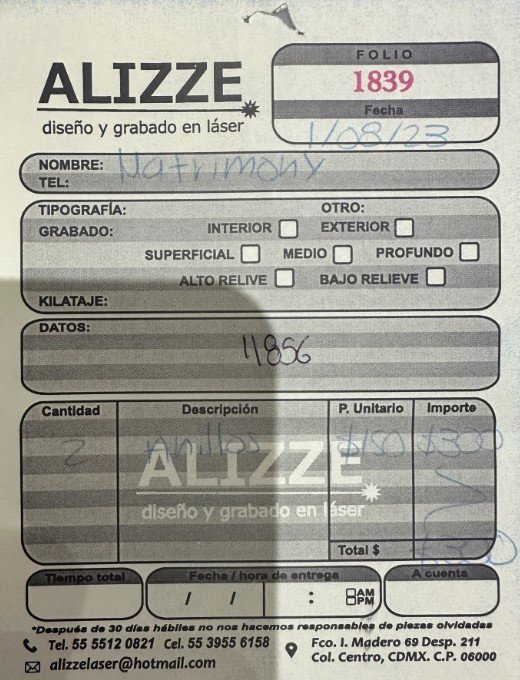 ALIZZE
diseño y grabado en láser
FOLIO
1839
Fecha
1/08/23
NOMBRE: Matrimony
TEL:
TIPOGRAFÍA: OTRO:
GRABADO: INTERIOR EXTERIOR
SUPERFICIAL MEDIO PROFUNDO
ALTO RELIVE BAJO RELIEVE
KILATAJE:
DATOS:
11856
Cantidad Descripción P. Unitario Importe
2 Anillos $150 $300
ALIZZE
diseño y grabado en láser
Total $ $300
Tiempo total Fecha / hora de entrega A cuenta
/ / : AM
PM
*Después de 30 días hábiles no nos hacemos responsables de piezas olvidadas
Tel. 55 5512 0821 Cel. 55 3955 6158
alizzelaser@hotmail.com
Fco. I. Madero 69 Desp. 211
Col. Centro, CDMX. C.P. 06000